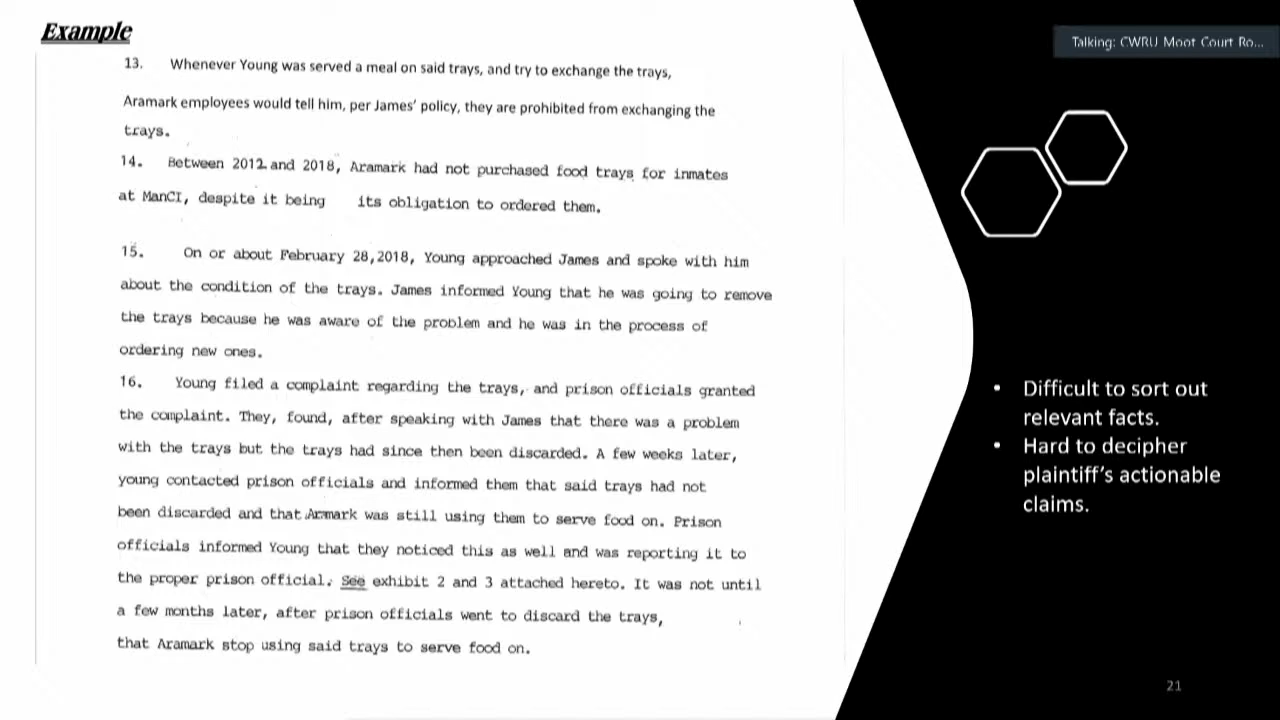 Example
Talking: CWRU Moot Court Ro...
13. Whenever Young was served a meal on said trays, and try to exchange the trays,
Aramark employees would tell him, per James' policy, they are prohibited from exchanging the
trays.
14. Between 2012 and 2018, Aramark had not purchased food trays for inmates
at ManCI, despite it being its obligation to ordered them.
15. On or about February 28,2018, Young approached James and spoke with him
about the condition of the trays. James informed Young that he was going to remove
the trays because he was aware of the problem and he was in the process of
ordering new ones.
16. Young filed a complaint regarding the trays, and prison officials granted
the complaint. They, found, after speaking with James that there was a problem
with the trays but the trays had since then been discarded. A few weeks later,
young contacted prison officials and informed them that said trays had not
been discarded and that Aramark was still using them to serve food on. Prison
officials informed Young that they noticed this as well and was reporting it to
the proper prison official. See exhibit 2 and 3 attached hereto. It was not until
a few months later, after prison officials went to discard the trays,
that Aramark stop using said trays to serve food on.
• Difficult to sort out
relevant facts.
• Hard to decipher
plaintiff's actionable
claims.
21